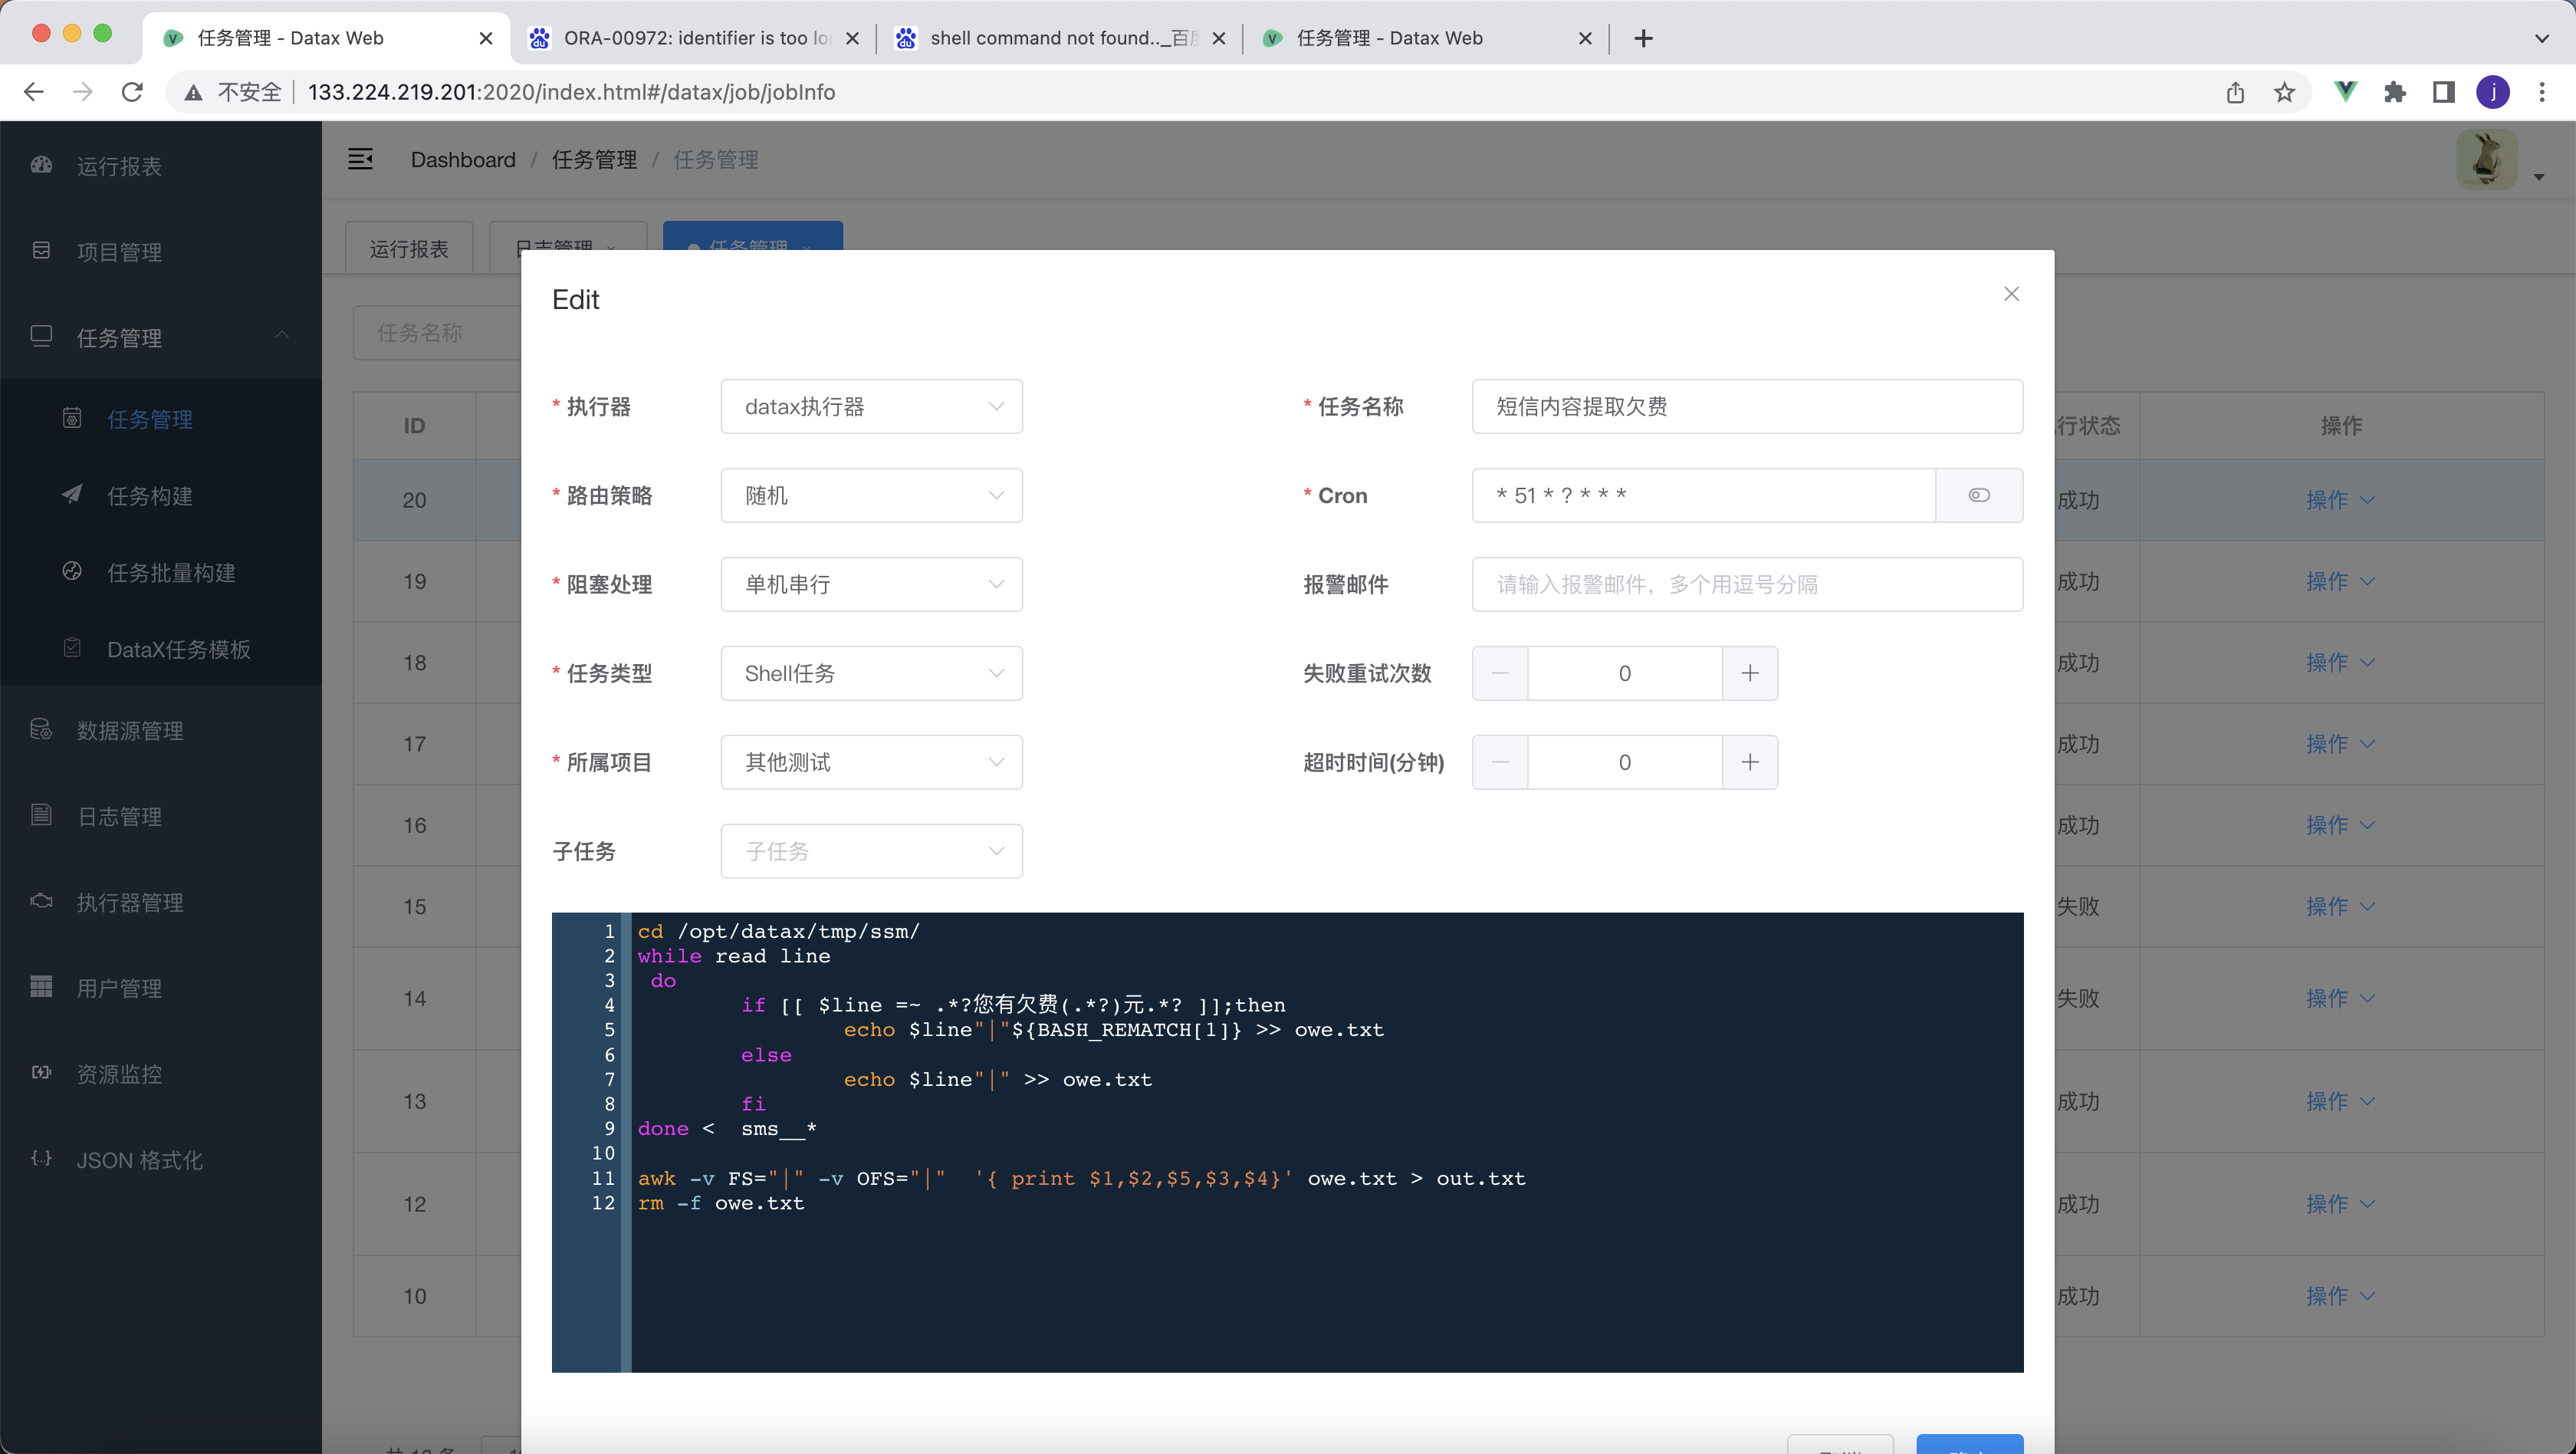 任务管理 - Datax Web
ORA-00972: identifier is too lo
shell command not found.._百度
任务管理 - Datax Web
不安全
133.224.219.201:2020/index.html#/datax/job/jobInfo
j
运行报表
项目管理
任务管理
任务管理
任务构建
任务批量构建
DataX任务模板
数据源管理
日志管理
执行器管理
用户管理
资源监控
JSON 格式化
Dashboard / 任务管理 / 任务管理
运行报表
日志管理
任务管理
任务名称
ID
行状态
操作
20 成功 操作
19 成功 操作
18 成功 操作
17 成功 操作
16 成功 操作
15 失败 操作
14 失败 操作
13 成功 操作
12 成功 操作
10 成功 操作
Edit
* 执行器 datax执行器
* 任务名称 短信内容提取欠费
* 路由策略 随机
* Cron * 51 * ? * * *
* 阻塞处理 单机串行
报警邮件 请输入报警邮件，多个用逗号分隔
* 任务类型 Shell任务
失败重试次数 0
* 所属项目 其他测试
超时时间(分钟) 0
子任务 子任务
1 cd /opt/datax/tmp/ssm/
2 while read line
3 do
4 if [[ $line =~ .*?您有欠费(.*?)元.*? ]];then
5 echo $line"|"${BASH_REMATCH[1]} >> owe.txt
6 else
7 echo $line"|" >> owe.txt
8 fi
9 done < sms__*
10
11 awk -v FS="|" -v OFS="|" '{ print $1,$2,$5,$3,$4}' owe.txt > out.txt
12 rm -f owe.txt